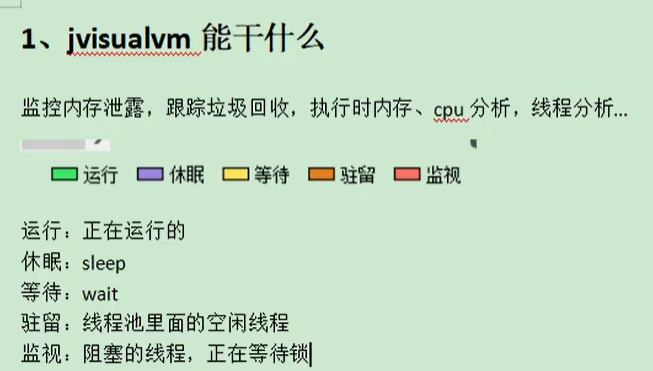 1、jvisualvm 能干什么
监控内存泄露，跟踪垃圾回收，执行时内存、cpu 分析，线程分析...
运行 休眠 等待 驻留 监视
运行：正在运行的
休眠：sleep
等待：wait
驻留：线程池里面的空闲线程
监视：阻塞的线程，正在等待锁